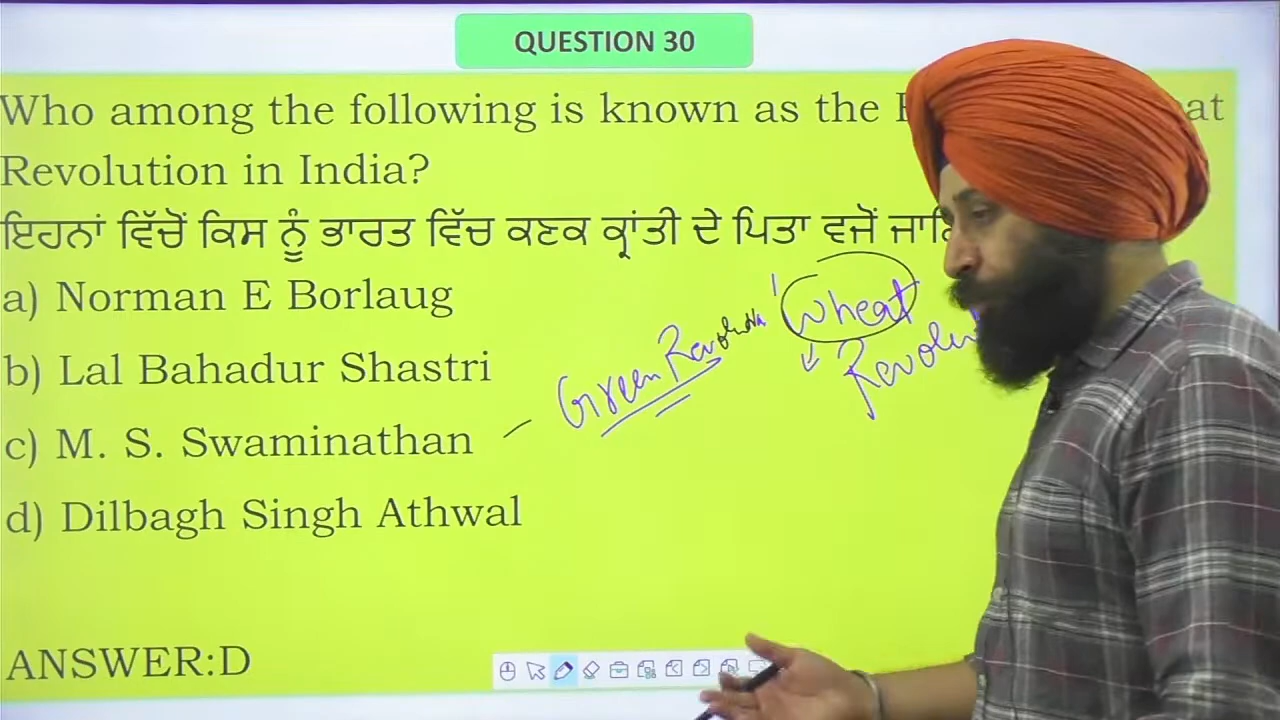 QUESTION 30
Who among the following is known as the at
Revolution in India?
ਇਹਨਾਂ ਵਿੱਚੋਂ ਕਿਸ ਨੂੰ ਭਾਰਤ ਵਿੱਚ ਕਣਕ ਕ੍ਰਾਂਤੀ ਦੇ ਪਿਤਾ ਵਜੋਂ
a) Norman E Borlaug
b) Lal Bahadur Shastri
c) M. S. Swaminathan
d) Dilbagh Singh Athwal
Green Revolution
Wheat
ANSWER:D